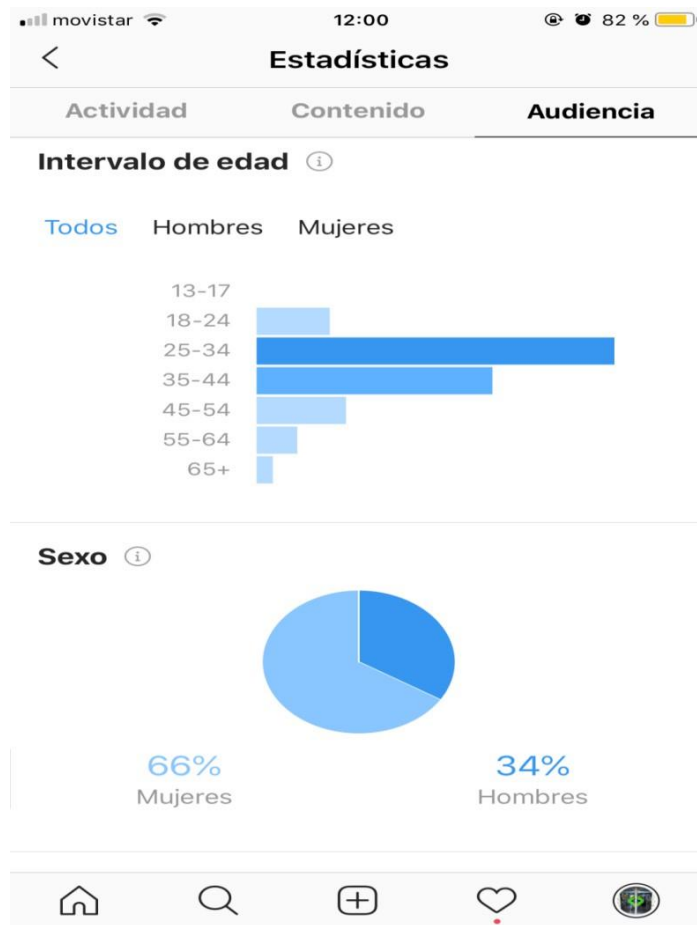 movistar 12:00 82 %
Estadísticas
Actividad Contenido Audiencia
Intervalo de edad
Todos Hombres Mujeres
13-17
18-24
25-34
35-44
45-54
55-64
65+
Sexo
66% 34%
Mujeres Hombres